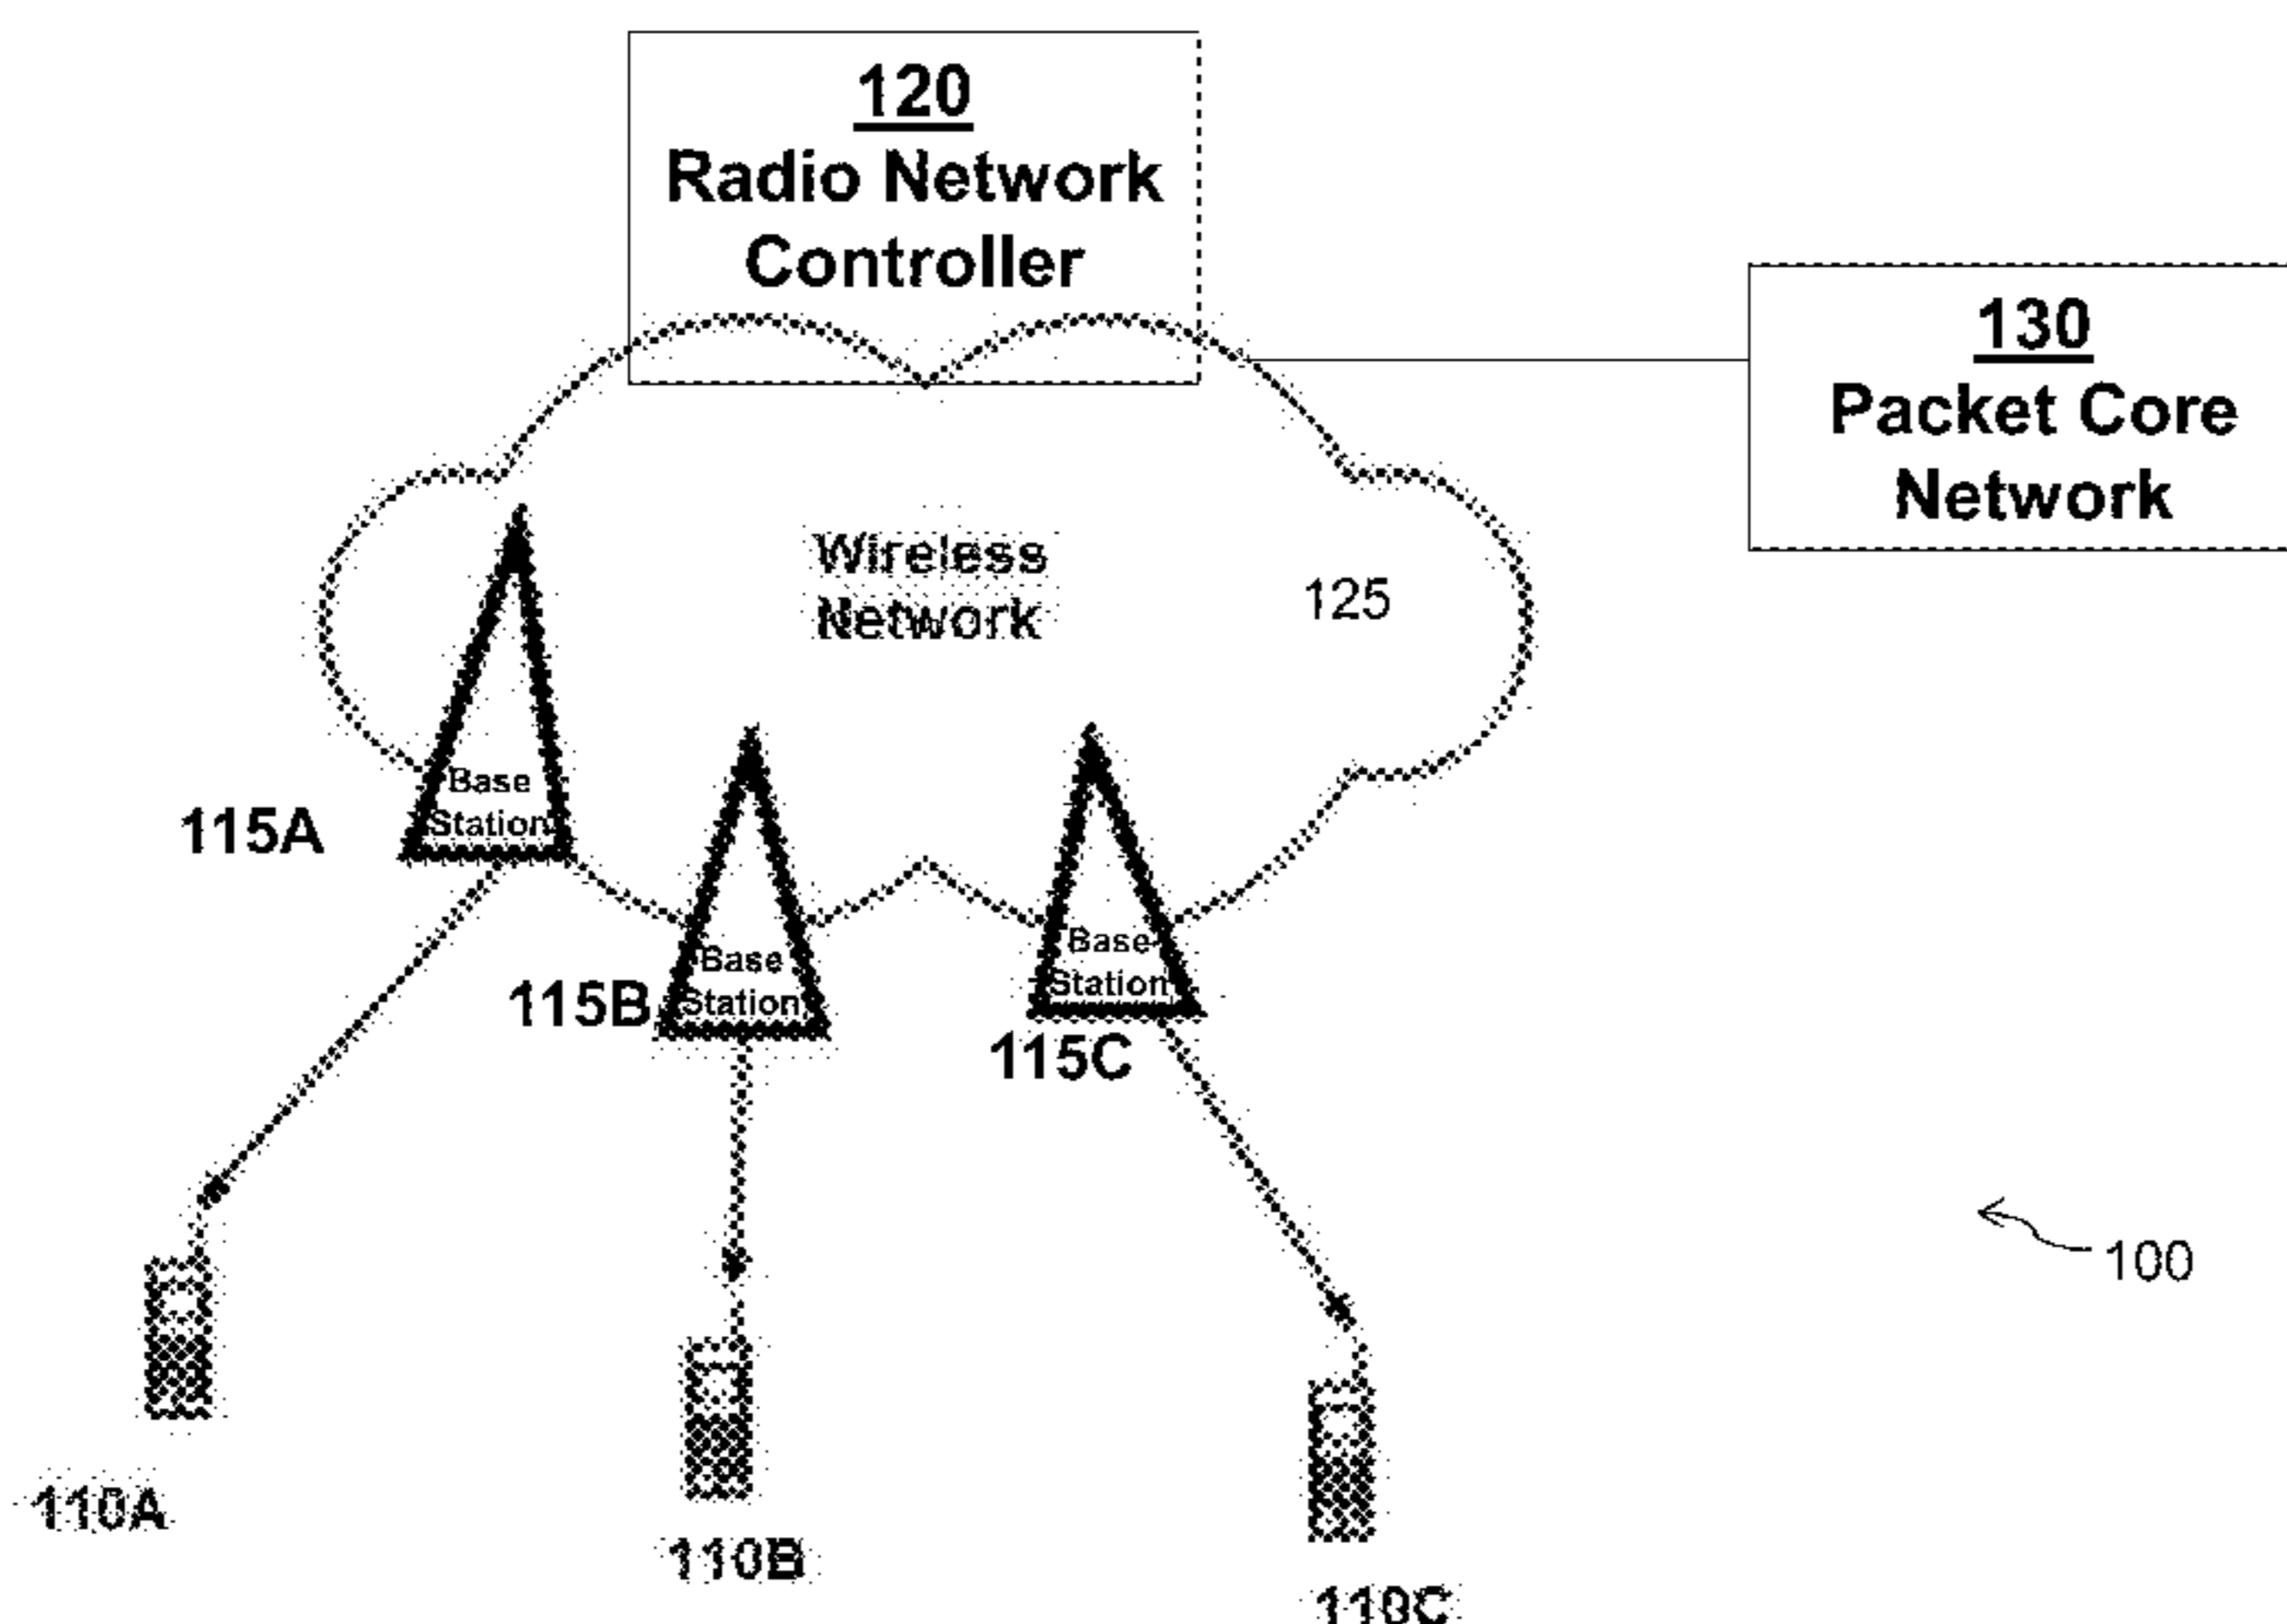 120
Radio Network
Controller
130
Packet Core
Network
Wireless
Network
125
Base
Station
115A
Base
Station
115B
Base
Station
115C
100
110A
110B
110C